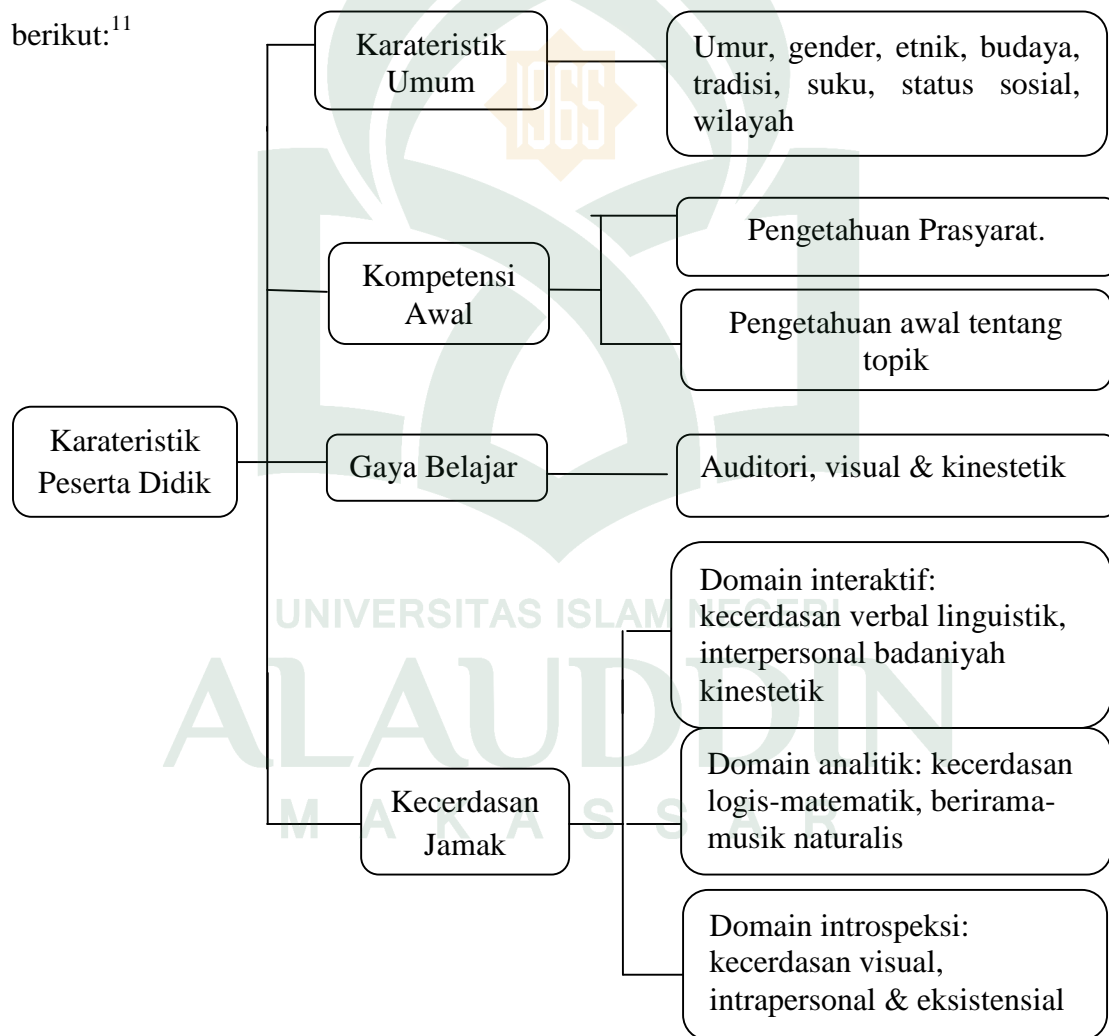 berikut:11
Karateristik
Umum
Umur, gender, etnik, budaya,
tradisi, suku, status sosial,
wilayah
Kompetensi
Awal
Pengetahuan Prasyarat.
Pengetahuan awal tentang
topik
Karateristik
Peserta Didik
Gaya Belajar
Auditori, visual & kinestetik
Kecerdasan
Jamak
Domain interaktif:
kecerdasan verbal linguistik,
interpersonal badaniyah
kinestetik
Domain analitik: kecerdasan
logis-matematik, berirama-
musik naturalis
Domain introspeksi:
kecerdasan visual,
intrapersonal & eksistensial
1965
UNIVERSITAS ISLAM NEGERI
ALAUDDIN
MAKASSAR